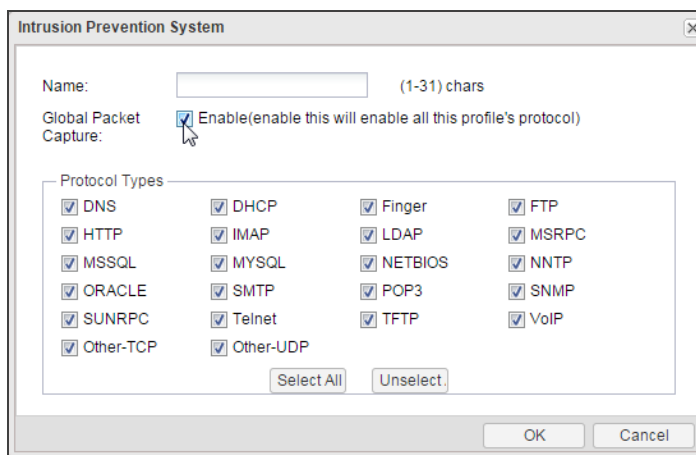 Intrusion Prevention System
Name: (1-31) chars
Global Packet Capture: Enable(enable this will enable all this profile's protocol)
Protocol Types
DNS DHCP Finger FTP
HTTP IMAP LDAP MSRPC
MSSQL MYSQL NETBIOS NNTP
ORACLE SMTP POP3 SNMP
SUNRPC Telnet TFTP VoIP
Other-TCP Other-UDP
Select All Unselect.
OK Cancel